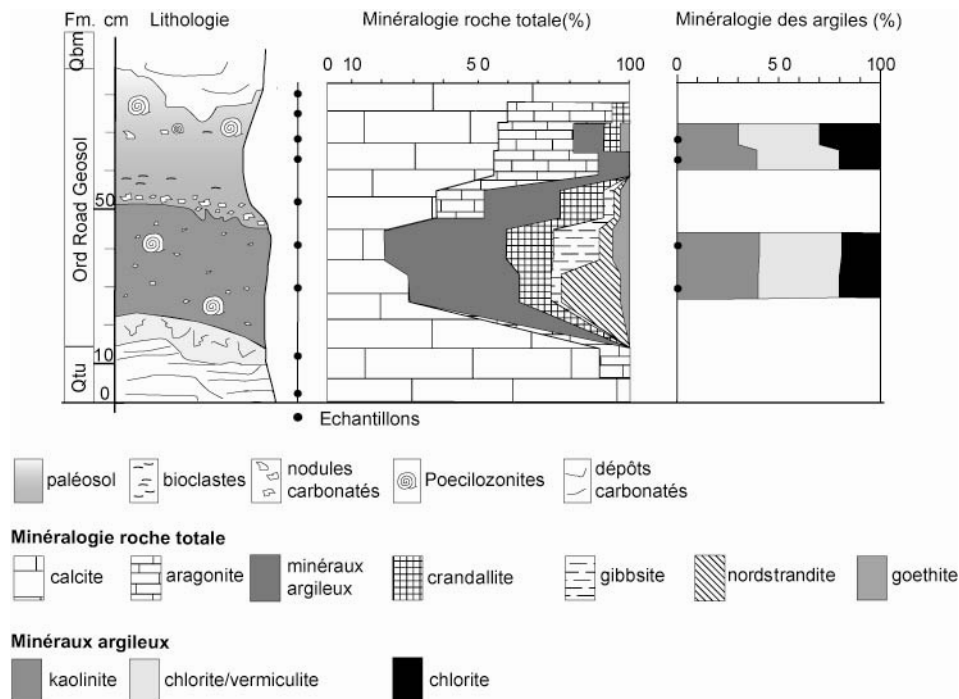 Fm. cm Lithologie Minéralogie roche totale(%) Minéralogie des argiles (%)
0 10 50 100 0 50 100
Qbm
Ord Road Geosol
Qtu
50
10
0
Echantillons
paléosol bioclastes nodules carbonatés Poecilozonites dépôts carbonatés
Minéralogie roche totale
calcite aragonite minéraux argileux crandallite gibbsite nordstrandite goethite
Minéraux argileux
kaolinite chlorite/vermiculite chlorite